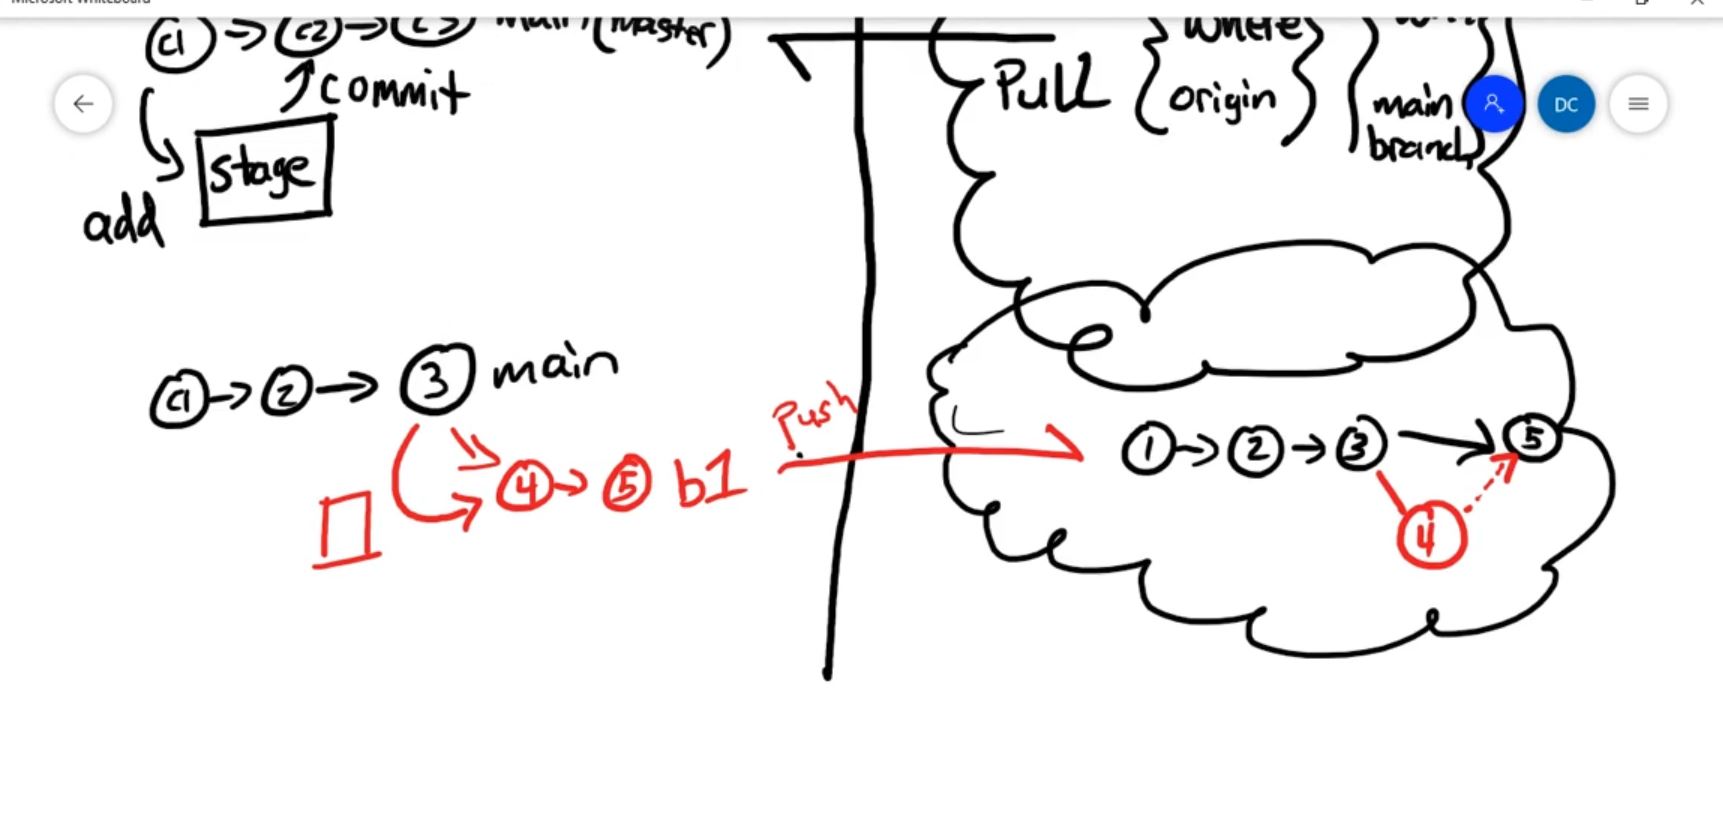 Microsoft Whiteboard
c1 → c2 → c3 main/(master)
commit
stage
add
where
Pull { origin }
main
branch
DC
c1 → 2 → 3 main
4 → 5 b1
Push
1 → 2 → 3 → 5
4